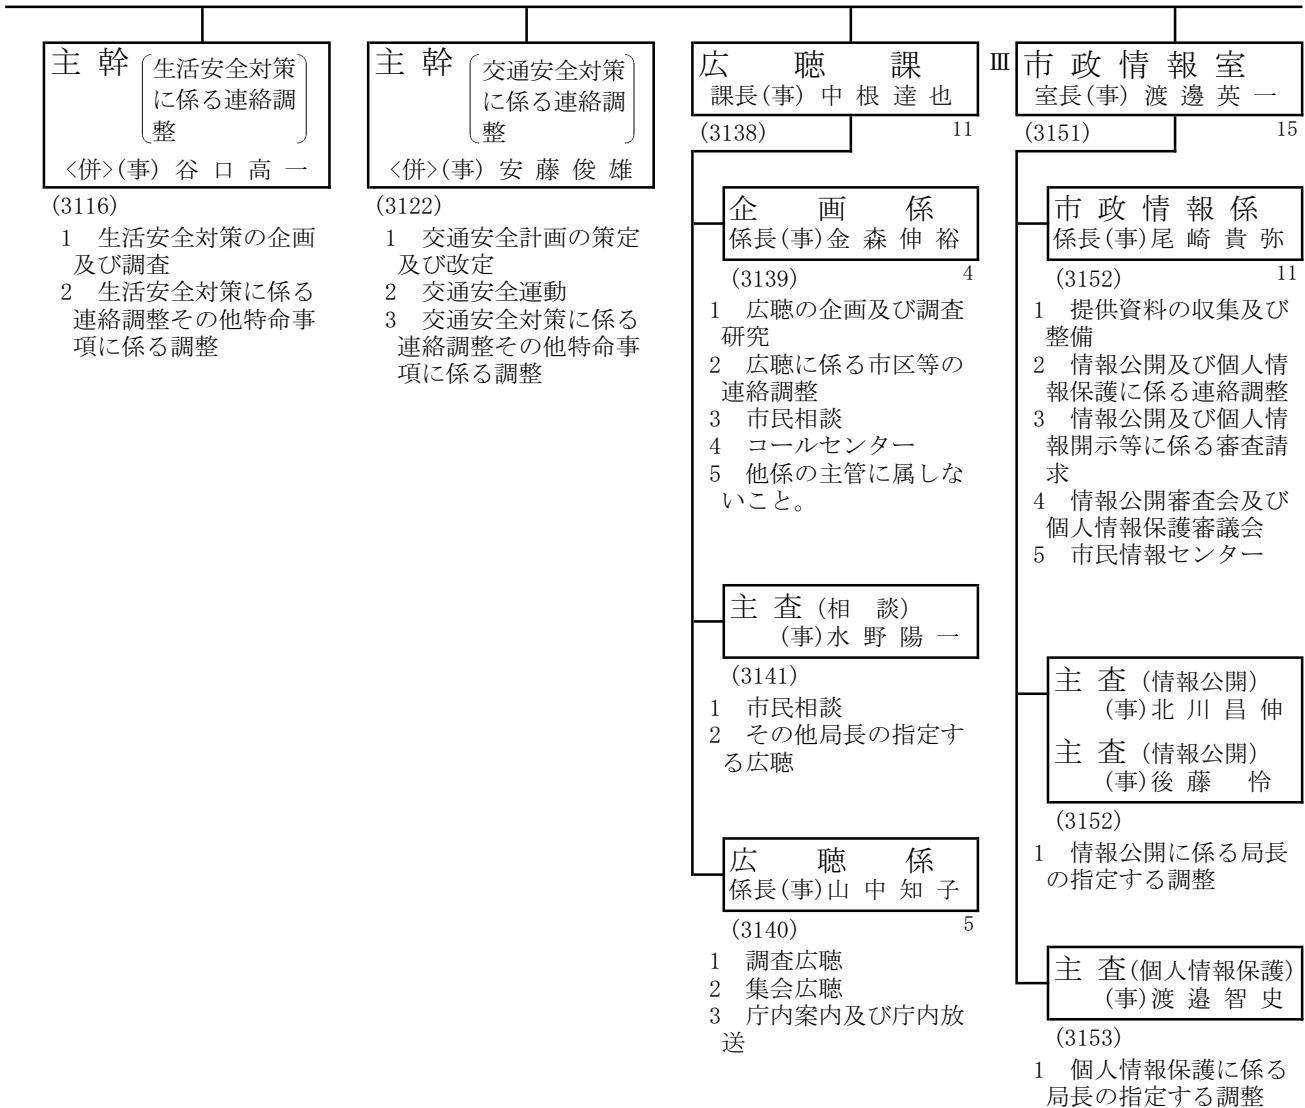 主幹
生活安全対策
に係る連絡調
整
<併>(事) 谷口高一
(3116)
1 生活安全対策の企画
及び調査
2 生活安全対策に係る
連絡調整その他特命事
項に係る調整
主幹
交通安全対策
に係る連絡調
整
<併>(事) 安藤俊雄
(3122)
1 交通安全計画の策定
及び改定
2 交通安全運動
3 交通安全対策に係る
連絡調整その他特命事
項に係る調整
広聴課
課長(事) 中根達也
(3138) 11
企画係
係長(事)金森伸裕
(3139) 4
1 広聴の企画及び調査
研究
2 広聴に係る市区等の
連絡調整
3 市民相談
4 コールセンター
5 他係の主管に属しな
いこと。
主査(相 談)
(事)水野陽一
(3141)
1 市民相談
2 その他局長の指定す
る広聴
広聴係
係長(事)山中知子
(3140) 5
1 調査広聴
2 集会広聴
3 庁内案内及び庁内放
送
Ⅲ 市政情報室
室長(事) 渡邊英一
(3151) 15
市政情報係
係長(事)尾崎貴弥
(3152) 11
1 提供資料の収集及び
整備
2 情報公開及び個人情
報保護に係る連絡調整
3 情報公開及び個人情
報開示等に係る審査請
求
4 情報公開審査会及び
個人情報保護審議会
5 市民情報センター
主査(情報公開)
(事)北川昌伸
主査(情報公開)
(事)後藤 怜
(3152)
1 情報公開に係る局長
の指定する調整
主査(個人情報保護)
(事)渡邉智史
(3153)
1 個人情報保護に係る
局長の指定する調整